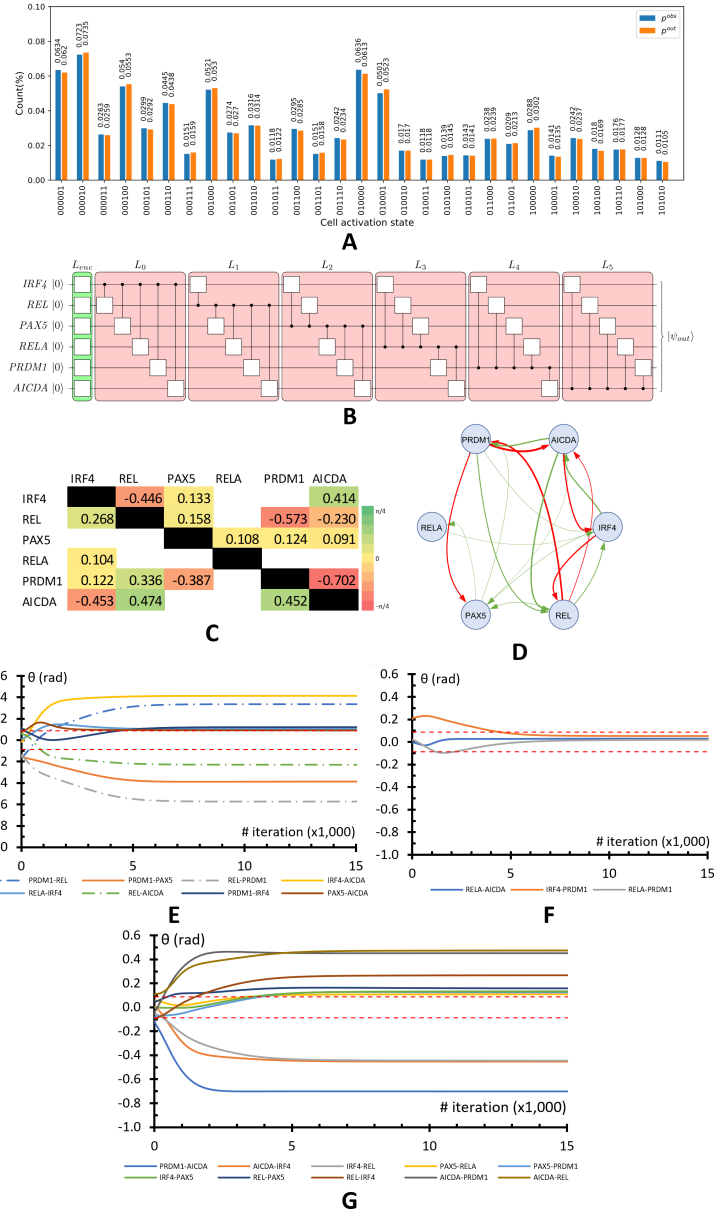 0.10
0.08
0.06
0.04
0.02
0.00
Count(%)
p^obs
p^out
0.0634 0.062
0.0723 0.0735
0.0263 0.0259
0.054 0.0553
0.0299 0.0292
0.0445 0.0438
0.0151 0.0159
0.0521 0.053
0.0274 0.027
0.0316 0.0314
0.0118 0.0122
0.0295 0.0285
0.0151 0.0158
0.0242 0.0234
0.0636 0.0613
0.0501 0.0523
0.017 0.017
0.0118 0.0118
0.0139 0.0145
0.0143 0.0141
0.0238 0.0239
0.0209 0.0213
0.0288 0.0302
0.0141 0.0135
0.0242 0.0237
0.018 0.0169
0.0176 0.0177
0.0128 0.0128
0.0111 0.0105
000001 000010 000011 000100 000101 000110 000111 001000 001001 001010 001011 001100 001101 001110 010000 010001 010010 010011 010100 010101 011000 011001 100000 100001 100010 100100 100110 101000 101010
Cell activation state
A
L_enc L_0 L_1 L_2 L_3 L_4 L_5
IRF4 |0⟩
REL |0⟩
PAX5 |0⟩
RELA |0⟩
PRDM1 |0⟩
AICDA |0⟩
|ψ_out⟩
B
IRF4 REL PAX5 RELA PRDM1 AICDA
IRF4 -0.446 0.133 0.414
REL 0.268 0.158 -0.573 -0.230
PAX5 0.108 0.124 0.091
RELA 0.104
PRDM1 0.122 0.336 -0.387 -0.702
AICDA -0.453 0.474 0.452
π/4
0
-π/4
C
PRDM1
AICDA
RELA
IRF4
PAX5
REL
D
θ (rad)
6
4
2
0
2
4
6
8
0
0 5 10 15
# iteration (x1,000)
PRDM1-REL PRDM1-PAX5 REL-PRDM1 IRF4-AICDA
RELA-IRF4 REL-AICDA PRDM1-IRF4 PAX5-AICDA
E
θ (rad)
0.6
0.4
0.2
0.0
-0.2
-0.4
-0.6
-0.8
-1.0
0 5 10 15
# iteration (x1,000)
RELA-AICDA IRF4-PRDM1 RELA-PRDM1
F
θ (rad)
0.6
0.4
0.2
0.0
-0.2
-0.4
-0.6
-0.8
-1.0
0 5 10 15
# iteration (x1,000)
PRDM1-AICDA AICDA-IRF4 IRF4-REL PAX5-RELA PAX5-PRDM1
IRF4-PAX5 REL-PAX5 REL-IRF4 AICDA-PRDM1 AICDA-REL
G